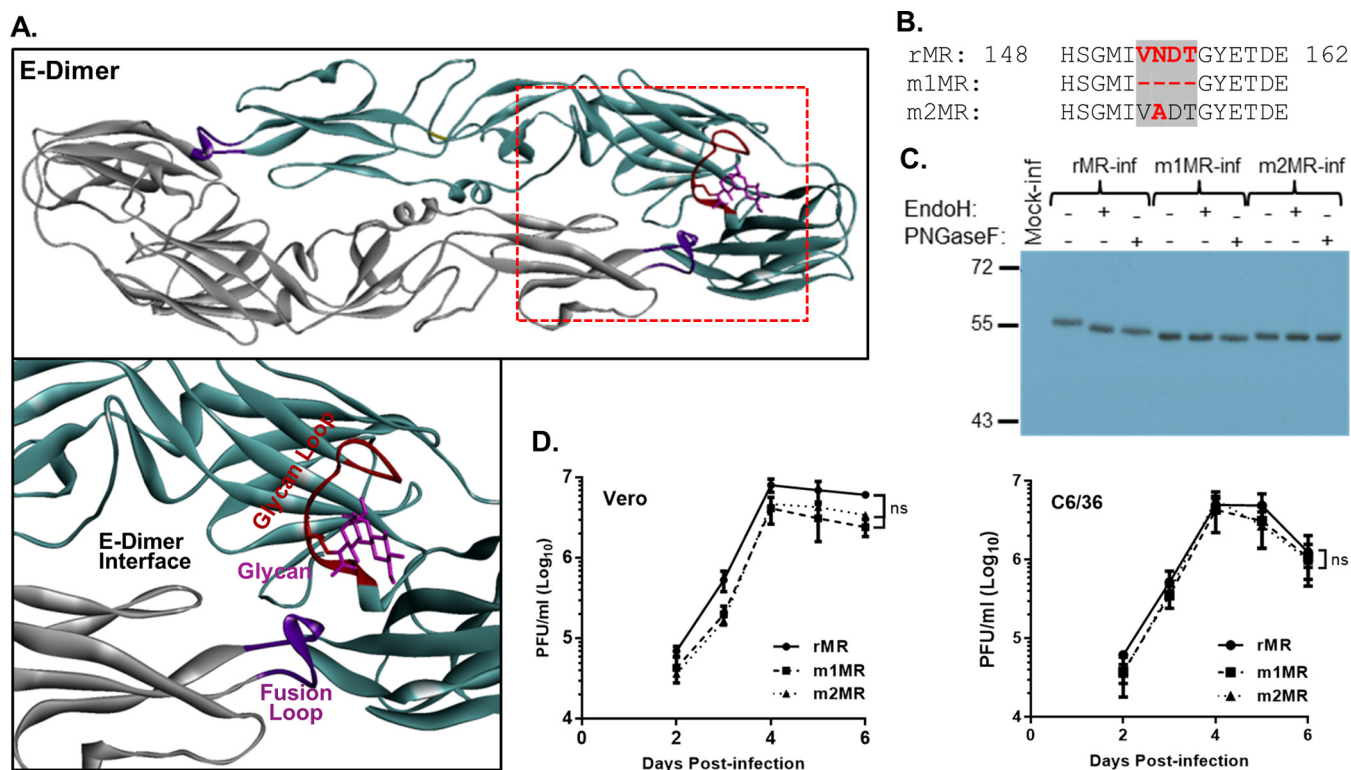 A.
E-Dimer
Glycan Loop
E-Dimer
Interface
Glycan
Fusion
Loop
B.
rMR: 148 HSGMIVNDTGYETDE 162
m1MR: HSGMI----GYETDE
m2MR: HSGMIVADTGYETDE
C.
Mock-inf
rMR-inf m1MR-inf m2MR-inf
EndoH: - + - - + - - + -
PNGaseF: - - + - - + - - +
72
55
43
D.
Vero
PFU/ml (Log10)
7
6
5
4
0 2 4 6
Days Post-infection
rMR
m1MR
m2MR
ns
C6/36
PFU/ml (Log10)
7
6
5
4
0 2 4 6
Days Post-infection
rMR
m1MR
m2MR
ns